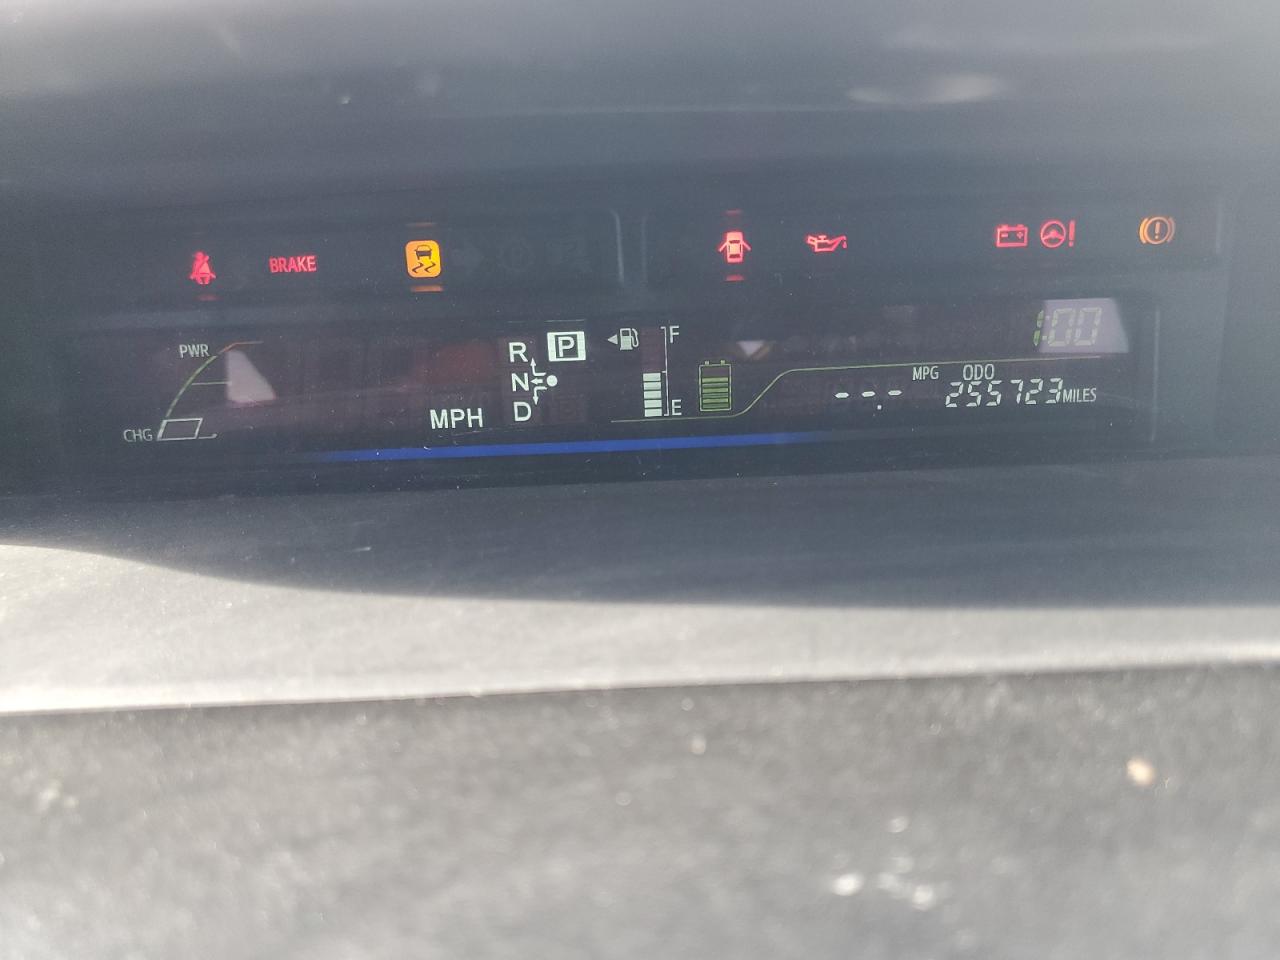 BRAKE
PWR
CHG
MPH
R
P
N
D
F
E
1:00
MPG ODO
--.- 255723 MILES